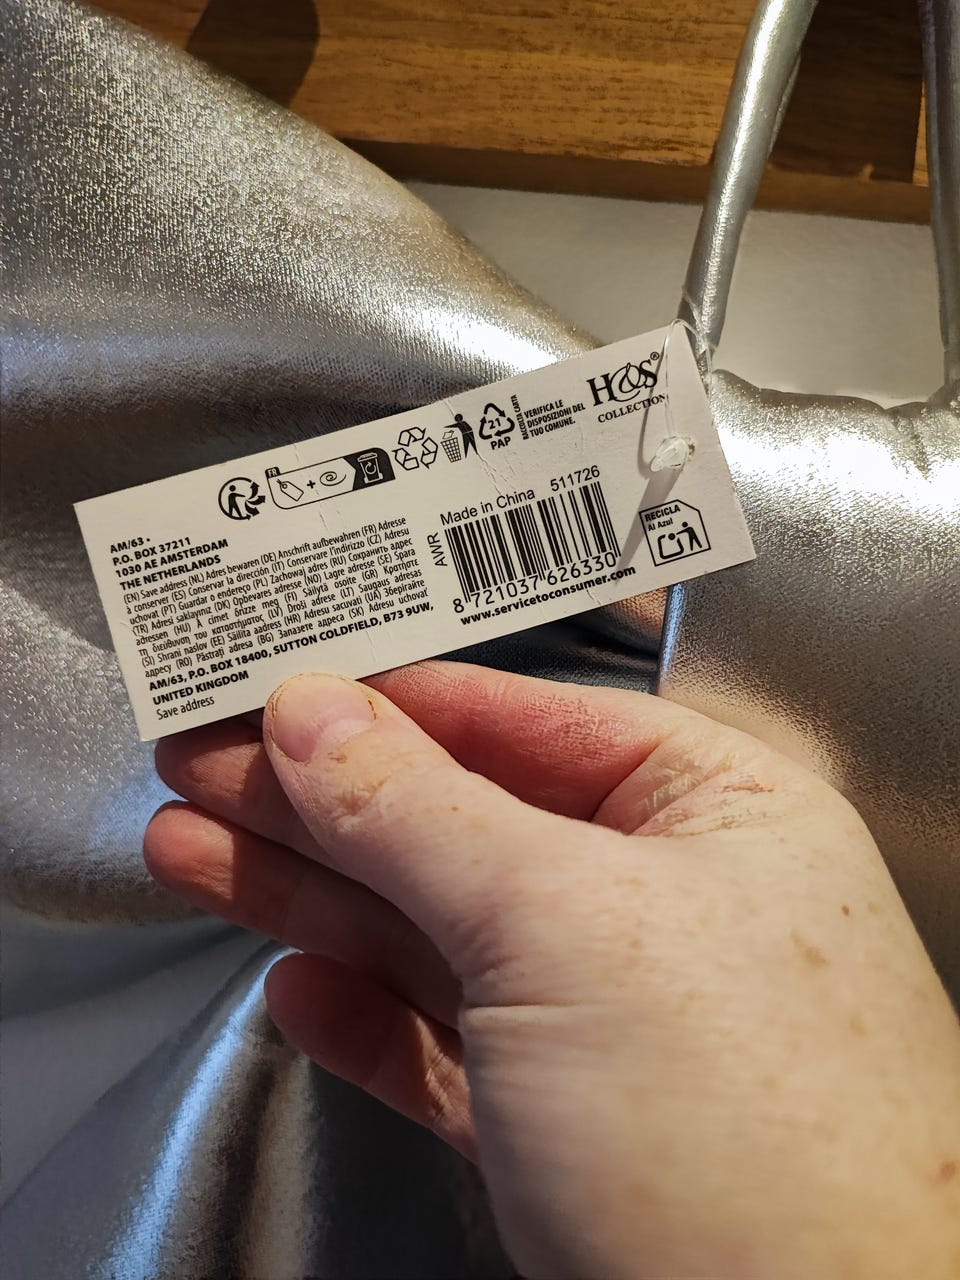 H&S®
COLLECTION
RACCOLTA CARTA
VERIFICA LE
DISPOSIZIONI DEL
TUO COMUNE.
21
PAP
FR
+
AM/63 •
P.O. BOX 37211
1030 AE AMSTERDAM
THE NETHERLANDS
(EN) Save address (NL) Adres bewaren (DE) Anschrift aufbewahren (FR) Adresse
à conserver (ES) Conservar la dirección (IT) Conservare l'indirizzo (CZ) Adresu
uchovat (PT) Guardar o endereço (PL) Zachowaj adres (RU) Сохранить адрес
(TR) Adresi saklayınız (DK) Opbevares adresse (NO) Lagre adresse (SE) Spara
adressen (HU) A címet őrizze meg (FI) Säilytä osoite (GR) Κρατήστε
τη διεύθυνση του καταστήματος (LV) Droši adrese (LT) Saugaus adresas
(SI) Shrani naslov (EE) Säilita aadress (HR) Adresu sacuvati (UA) Зберігайте
адресу (RO) Păstrați adresa (BG) Запазете адреса (SK) Adresu uchovať
AM/63, P.O. BOX 18400, SUTTON COLDFIELD, B73 9UW,
UNITED KINGDOM
Save address
AWR
Made in China 511726
8 721037 626330
www.servicetoconsumer.com
RECICLA
Al Azul